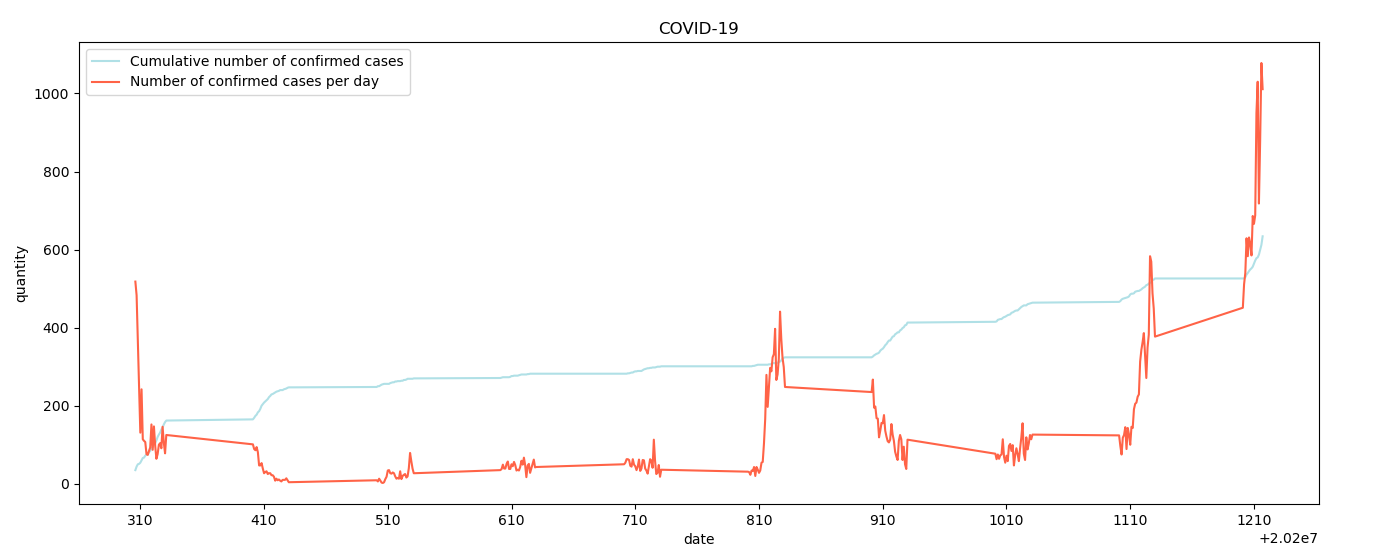 COVID-19
Cumulative number of confirmed cases
Number of confirmed cases per day
1000
800
600
400
200
0
quantity
310 410 510 610 710 810 910 1010 1110 1210
date
+2.02e7